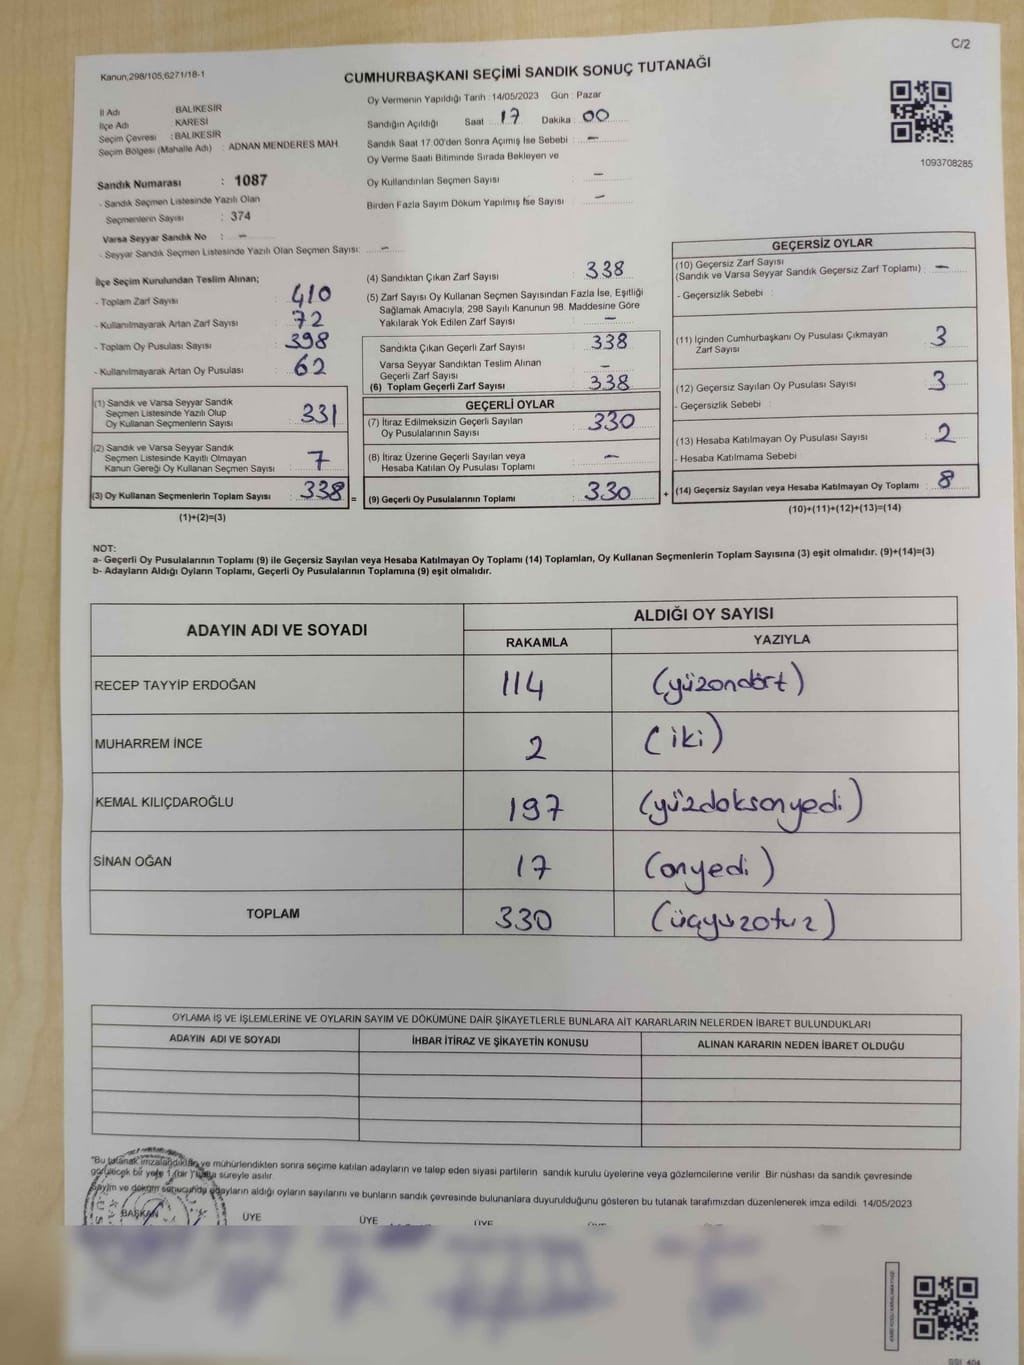 C/2
Kanun,298/105,6271/18-1
CUMHURBAŞKANI SEÇİMİ SANDIK SONUÇ TUTANAĞI
İl Adı BALIKESİR
İlçe Adı KARESİ
Seçim Çevresi : BALIKESİR
Seçim Bölgesi (Mahalle Adı) : ADNAN MENDERES MAH.
Oy Vermenin Yapıldığı Tarih : 14/05/2023 Gün : Pazar
Sandığın Açıldığı Saat 17 Dakika 00
Sandık Saat 17:00'den Sonra Açımış İse Sebebi : -
Oy Verme Saati Bitiminde Sırada Bekleyen ve
Oy Kullandırılan Seçmen Sayısı : -
Birden Fazla Sayım Döküm Yapılmış İse Sayısı : -
1093708285
Sandık Numarası : 1087
- Sandık Seçmen Listesinde Yazılı Olan
Seçmenlerin Sayısı : 374
Varsa Seyyar Sandık No : -
- Seyyar Sandık Seçmen Listesinde Yazılı Olan Seçmen Sayısı: -
İlçe Seçim Kurulundan Teslim Alınan;
- Toplam Zarf Sayısı : 410
- Kullanılmayarak Artan Zarf Sayısı : 72
- Toplam Oy Pusulası Sayısı : 398
- Kullanılmayarak Artan Oy Pusulası : 62
(1) Sandık ve Varsa Seyyar Sandık
Seçmen Listesinde Yazılı Olup
Oy Kullanan Seçmenlerin Sayısı : 331
(2) Sandık ve Varsa Seyyar Sandık
Seçmen Listesinde Kayıtlı Olmayan
Kanun Gereği Oy Kullanan Seçmen Sayısı : 7
(3) Oy Kullanan Seçmenlerin Toplam Sayısı : 338 =
(1)+(2)=(3)
(4) Sandıktan Çıkan Zarf Sayısı : 338
(5) Zarf Sayısı Oy Kullanan Seçmen Sayısından Fazla İse, Eşitliği
Sağlamak Amacıyla, 298 Sayılı Kanunun 98. Maddesine Göre
Yakılarak Yok Edilen Zarf Sayısı : -
Sandıkta Çıkan Geçerli Zarf Sayısı : 338
Varsa Seyyar Sandıktan Teslim Alınan
Geçerli Zarf Sayısı : -
(6) Toplam Geçerli Zarf Sayısı : 338
GEÇERLİ OYLAR
(7) İtiraz Edilmeksizin Geçerli Sayılan
Oy Pusulalarının Sayısı : 330
(8) İtiraz Üzerine Geçerli Sayılan veya
Hesaba Katılan Oy Pusulası Toplamı : -
(9) Geçerli Oy Pusulalarının Toplamı : 330 +
GEÇERSİZ OYLAR
(10) Geçersiz Zarf Sayısı
(Sandık ve Varsa Seyyar Sandık Geçersiz Zarf Toplamı) : -
- Geçersizlik Sebebi :
(11) İçinden Cumhurbaşkanı Oy Pusulası Çıkmayan
Zarf Sayısı : 3
(12) Geçersiz Sayılan Oy Pusulası Sayısı : 3
- Geçersizlik Sebebi :
(13) Hesaba Katılmayan Oy Pusulası Sayısı : 2
- Hesaba Katılmama Sebebi
(14) Geçersiz Sayılan veya Hesaba Katılmayan Oy Toplamı : 8
(10)+(11)+(12)+(13)=(14)
NOT:
a- Geçerli Oy Pusulalarının Toplamı (9) ile Geçersiz Sayılan veya Hesaba Katılmayan Oy Toplamı (14) Toplamları, Oy Kullanan Seçmenlerin Toplam Sayısına (3) eşit olmalıdır. (9)+(14)=(3)
b- Adayların Aldığı Oyların Toplamı, Geçerli Oy Pusulalarının Toplamına (9) eşit olmalıdır.
ADAYIN ADI VE SOYADI ALDIĞI OY SAYISI
RAKAMLA YAZIYLA
RECEP TAYYİP ERDOĞAN 114 (yüzondört)
MUHARREM İNCE 2 (iki)
KEMAL KILIÇDAROĞLU 197 (yüzdoksanyedi)
SİNAN OĞAN 17 (onyedi)
TOPLAM 330 (üçyüzotuz)
OYLAMA İŞ VE İŞLEMLERİNE VE OYLARIN SAYIM VE DÖKÜMÜNE DAİR ŞİKAYETLERLE BUNLARA AİT KARARLARIN NELERDEN İBARET BULUNDUKLARI
ADAYIN ADI VE SOYADI İHBAR İTİRAZ VE ŞİKAYETİN KONUSU ALINAN KARARIN NEDEN İBARET OLDUĞU
"Bu tutanak imzalandıktan ve mühürlendikten sonra seçime katılan adayların ve talep eden siyasi partilerin sandık kurulu üyelerine veya gözlemcilerine verilir. Bir nüshası da sandık çevresinde
görülecek bir yere 1 (bir) hafta süreyle asılır.
Sayım ve döküm sonucunda adayların aldığı oyların sayılarını ve bunların sandık çevresinde bulunanlara duyurulduğunu gösteren bu tutanak tarafımızdan düzenlenerek imza edildi. 14/05/2023
BAŞKAN ÜYE ÜYE ÜYE